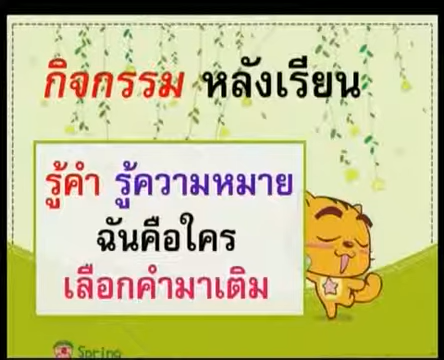 กิจกรรม หลังเรียน
รู้คำ รู้ความหมาย
ฉันคือใคร
เลือกคำมาเติม
Spring